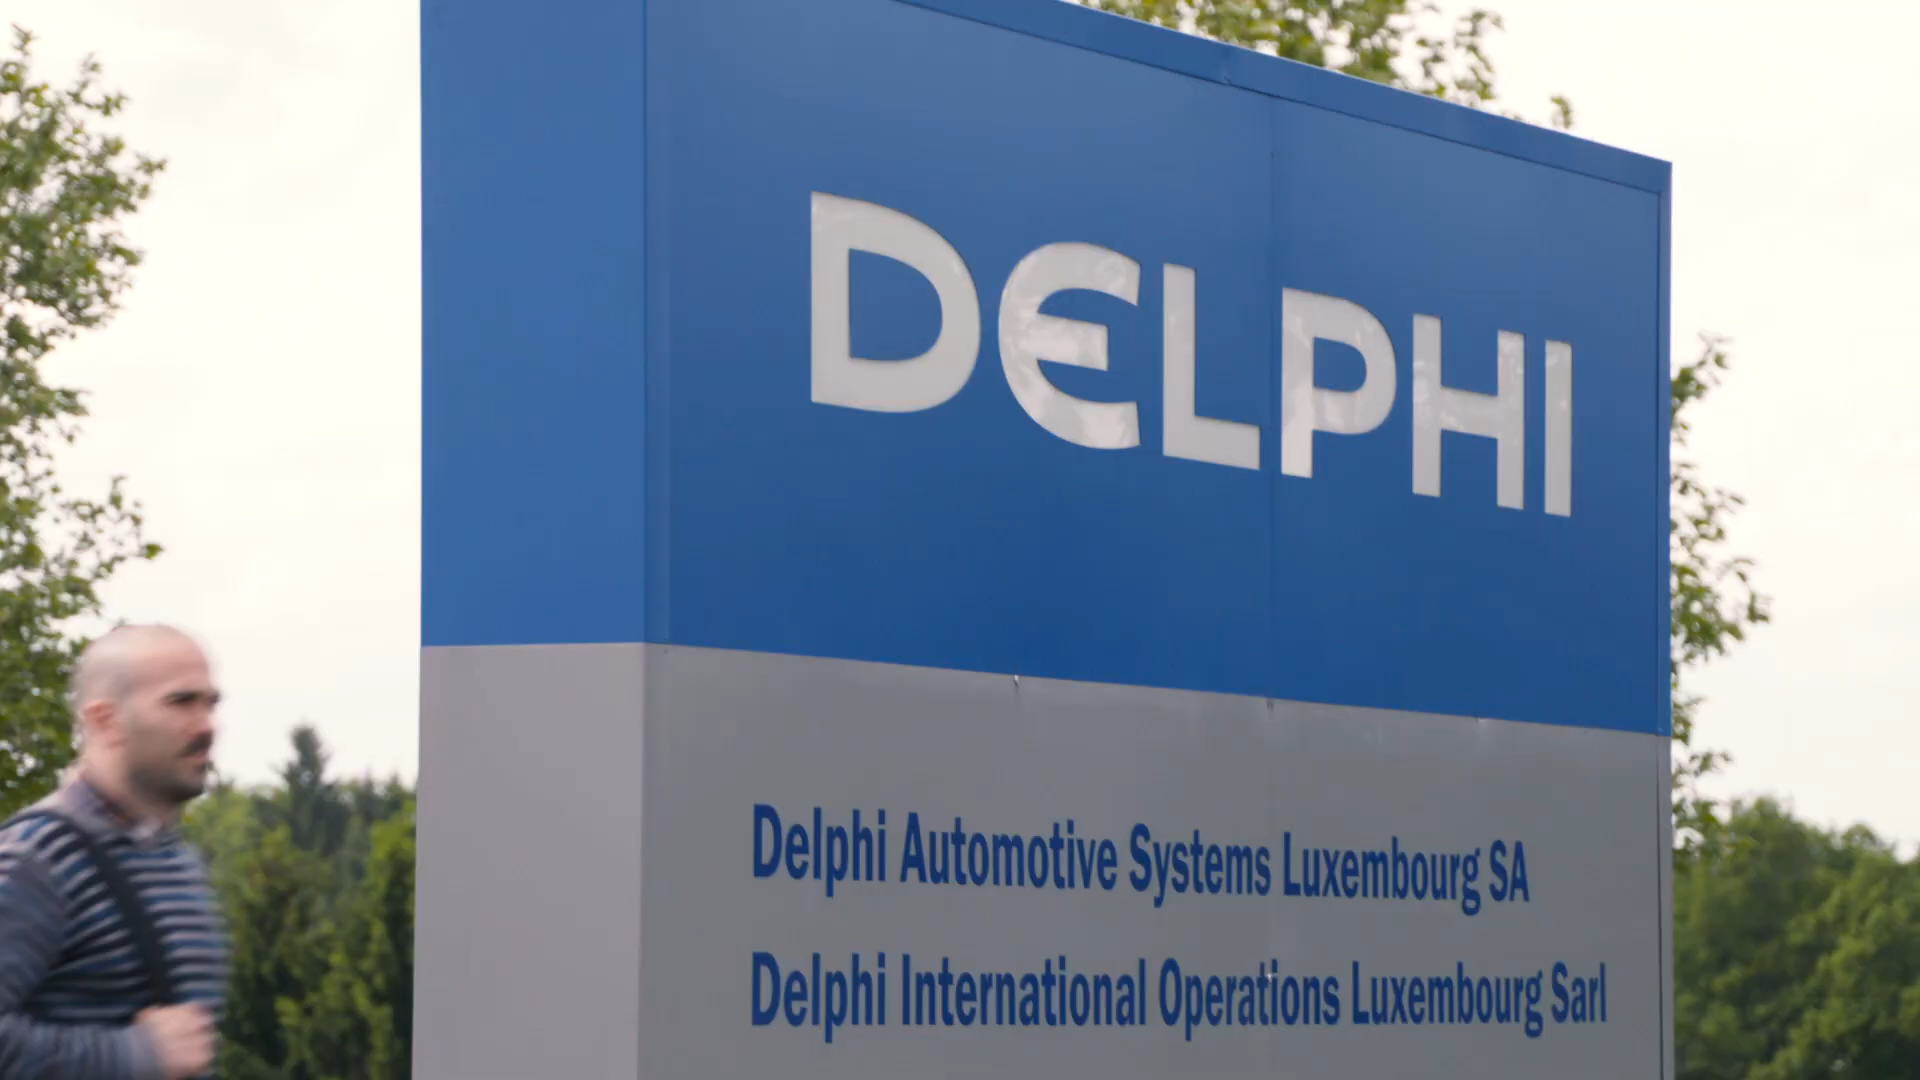 DELPHI
Delphi Automotive Systems Luxembourg SA
Delphi International Operations Luxembourg Sarl